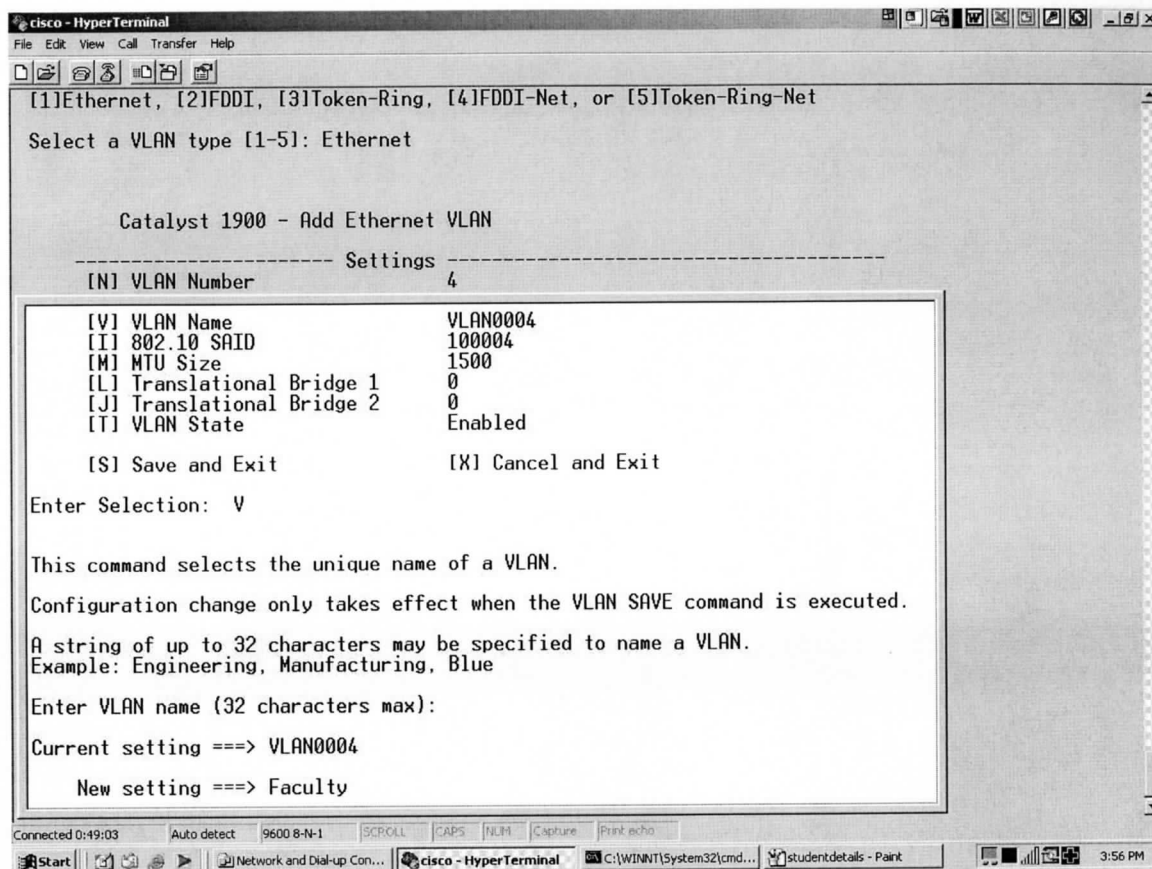 cisco - HyperTerminal
File Edit View Call Transfer Help
[1]Ethernet, [2]FDDI, [3]Token-Ring, [4]FDDI-Net, or [5]Token-Ring-Net
Select a VLAN type [1-5]: Ethernet
Catalyst 1900 - Add Ethernet VLAN
----------------------- Settings ---------------------------------------
[N] VLAN Number 4
[V] VLAN Name VLAN0004
[I] 802.10 SAID 100004
[M] MTU Size 1500
[L] Translational Bridge 1 0
[J] Translational Bridge 2 0
[T] VLAN State Enabled
[S] Save and Exit [X] Cancel and Exit
Enter Selection: V
This command selects the unique name of a VLAN.
Configuration change only takes effect when the VLAN SAVE command is executed.
A string of up to 32 characters may be specified to name a VLAN.
Example: Engineering, Manufacturing, Blue
Enter VLAN name (32 characters max):
Current setting ===> VLAN0004
New setting ===> Faculty
Connected 0:49:03 Auto detect 9600 8-N-1 SCROLL CAPS NUM Capture Print echo
Start Network and Dial-up Con... cisco - HyperTerminal C:\WINNT\System32\cmd... studentdetails - Paint 3:56 PM